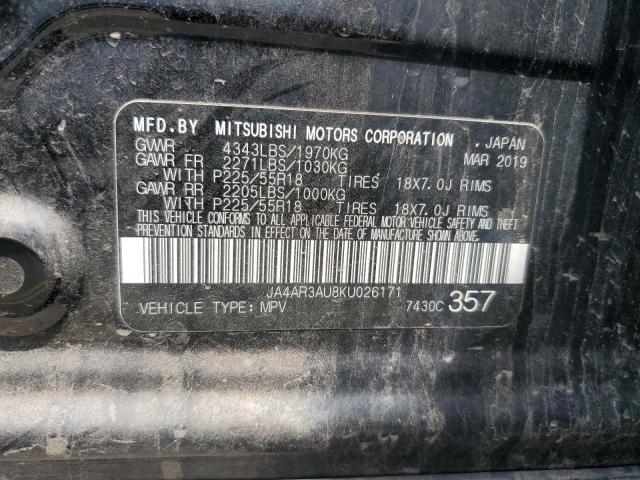 MFD.BY MITSUBISHI MOTORS CORPORATION . JAPAN
GVWR 4343LBS/1970KG MAR 2019
GAWR FR 2271LBS/1030KG
WITH P225/55R18 TIRES 18X7.0J RIMS
GAWR RR 2205LBS/1000KG
WITH P225/55R18 TIRES 18X7.0J RIMS
THIS VEHICLE CONFORMS TO ALL APPLICABLE FEDERAL MOTOR VEHICLE SAFETY AND THEFT
PREVENTION STANDARDS IN EFFECT ON THE DATE OF MANUFACTURE SHOWN ABOVE.
JA4AR3AU8KU026171
VEHICLE TYPE: MPV 7430C 357